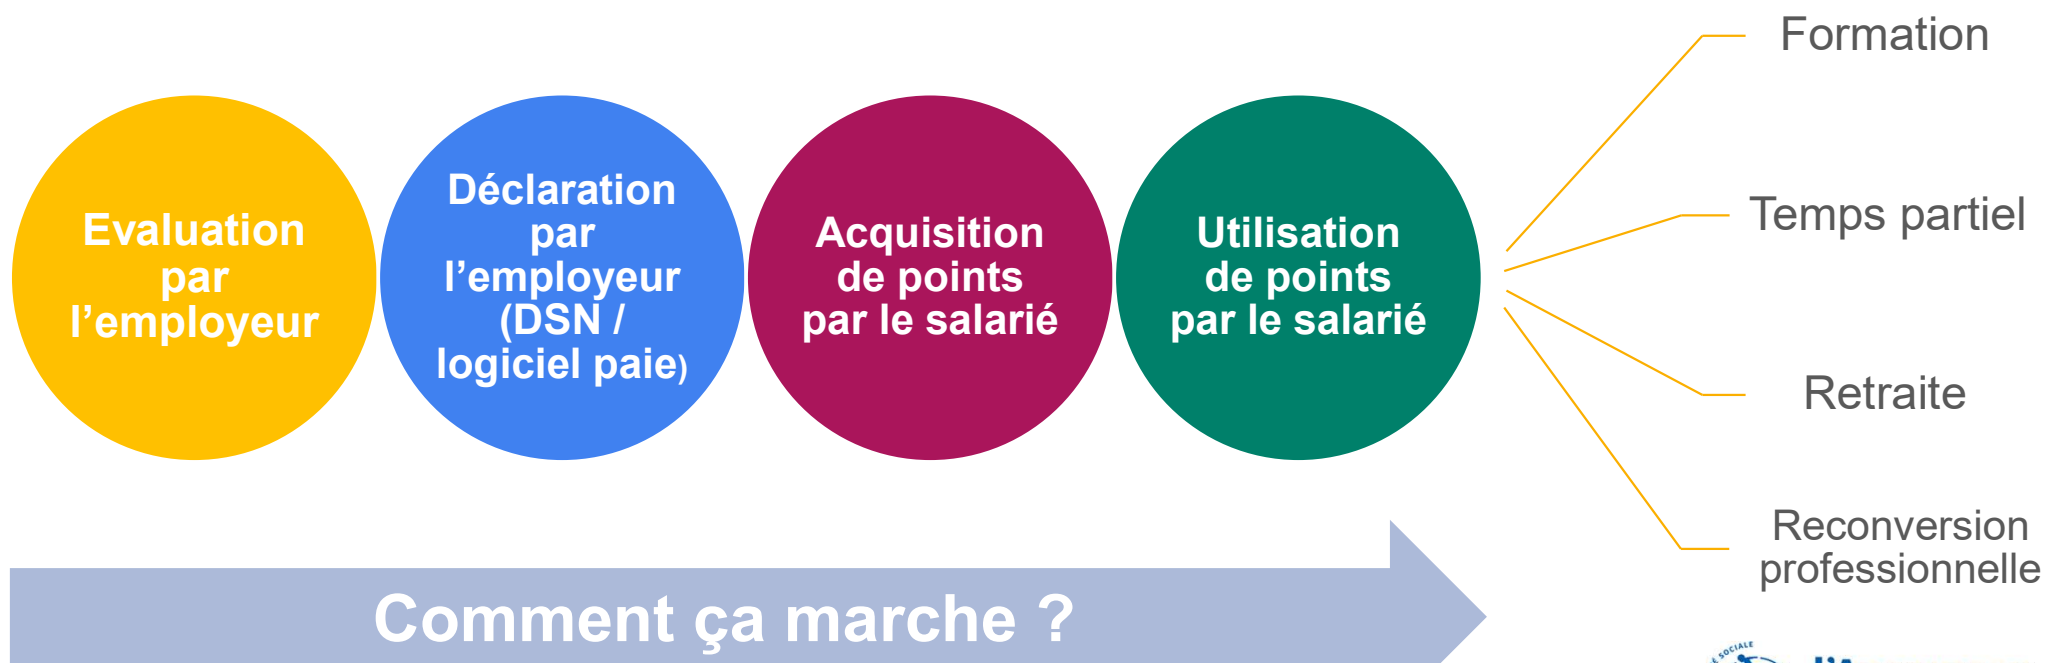 Evaluation
par
l’employeur
Déclaration
par
l’employeur
(DSN /
logiciel paie)
Acquisition
de points
par le salarié
Utilisation
de points
par le salarié
Formation
Temps partiel
Retraite
Reconversion
professionnelle
Comment ça marche ?
SOCIALE